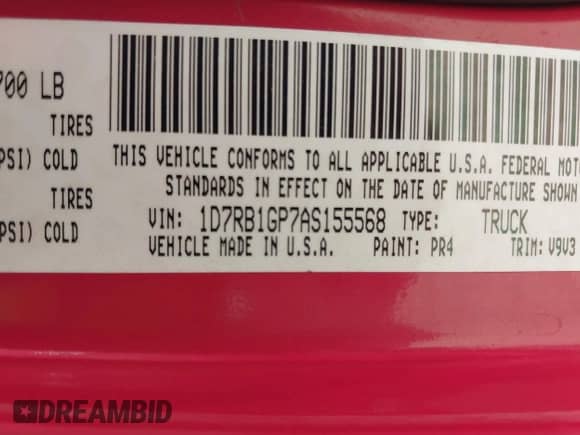 700 LB
TIRES
PSI) COLD
TIRES
PSI) COLD
THIS VEHICLE CONFORMS TO ALL APPLICABLE U.S.A. FEDERAL MOTO
STANDARDS IN EFFECT ON THE DATE OF MANUFACTURE SHOWN
VIN: 1D7RB1GP7AS155568 TYPE: TRUCK
VEHICLE MADE IN U.S.A. PAINT: PR4 TRIM: V9V3
DREAMBID